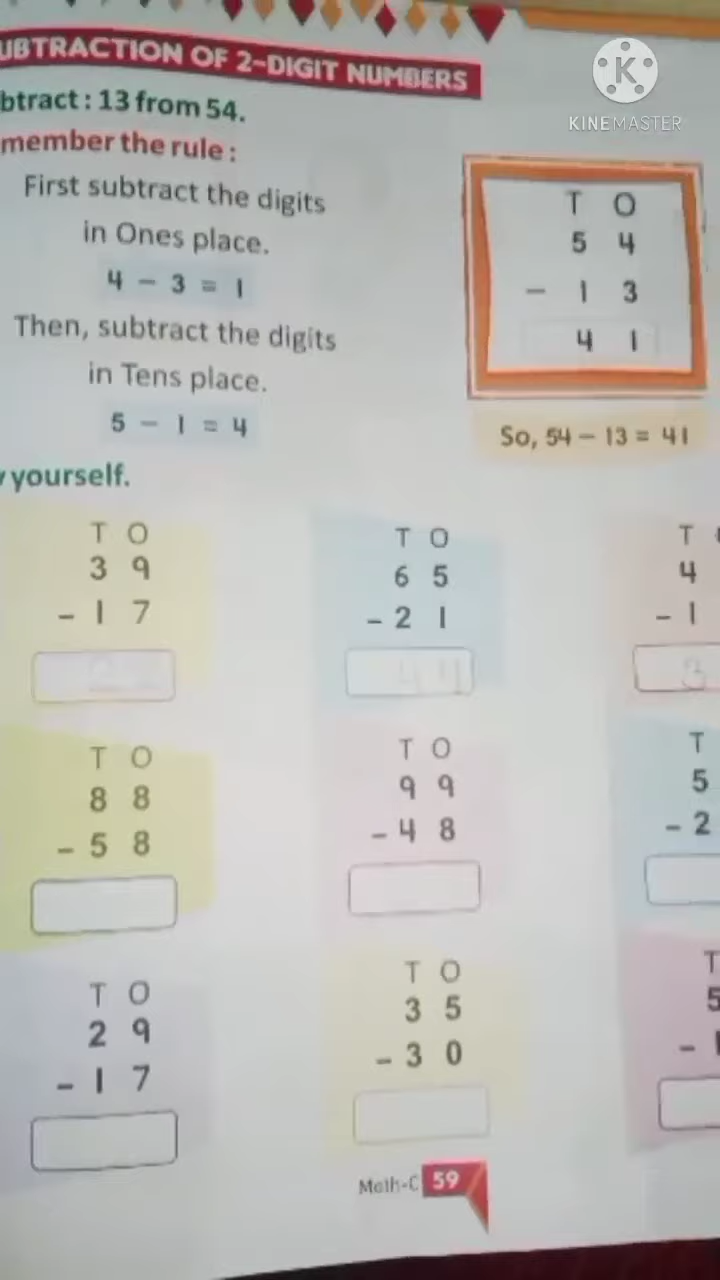 UBTRACTION OF 2-DIGIT NUMBERS
KINEMASTER
btract : 13 from 54.
member the rule :
First subtract the digits
in Ones place.
4 - 3 = 1
Then, subtract the digits
in Tens place.
5 - 1 = 4
T O
5 4
- 1 3
4 1
So, 54 - 13 = 41
yourself.
T O
3 9
- 1 7
T O
6 5
- 2 1
44
T
4
- 1
3
T O
8 8
- 5 8
T O
9 9
- 4 8
T
5
- 2
T O
2 9
- 1 7
T O
3 5
- 3 0
T
5
-
Math-C 59